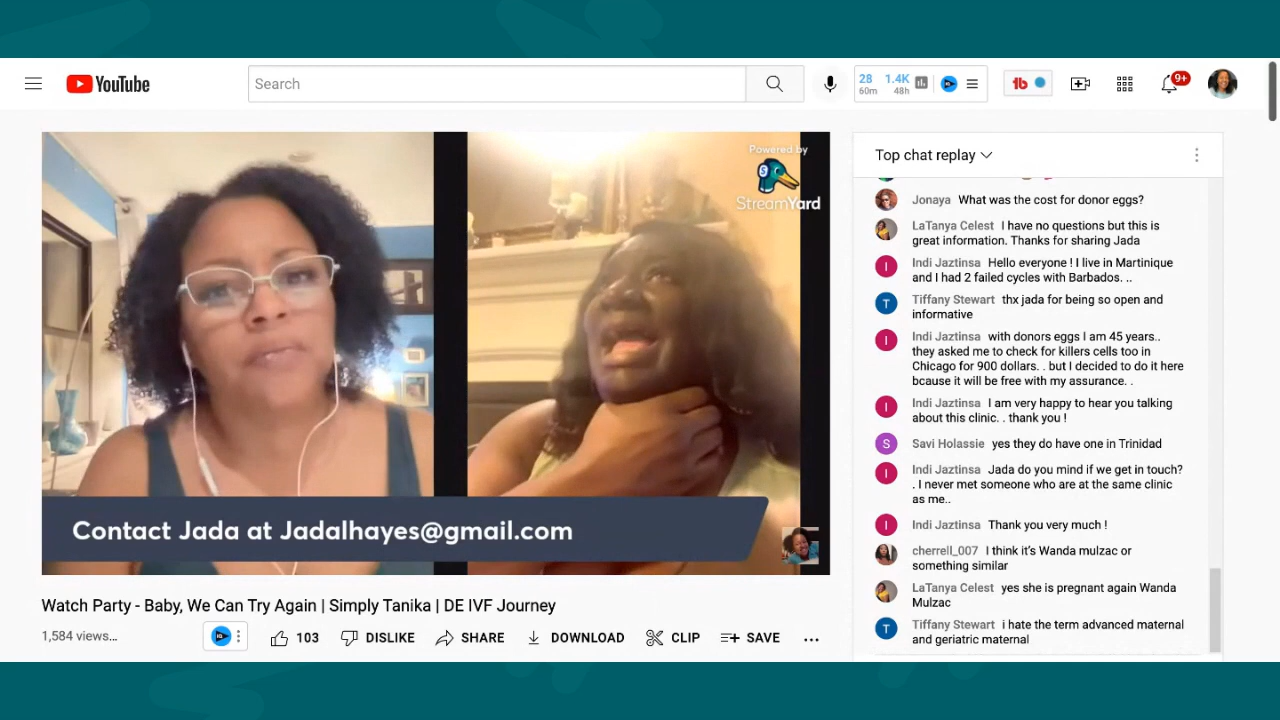 YouTube
Search
28
60m
1.4K
48h
9+
Powered by
StreamYard
Contact Jada at Jadalhayes@gmail.com
Watch Party - Baby, We Can Try Again | Simply Tanika | DE IVF Journey
1,584 views...
103
DISLIKE
SHARE
DOWNLOAD
CLIP
SAVE
Top chat replay
Jonaya What was the cost for donor eggs?
LaTanya Celest I have no questions but this is
great information. Thanks for sharing Jada
I
Indi Jaztinsa Hello everyone ! I live in Martinique
and I had 2 failed cycles with Barbados. ..
T
Tiffany Stewart thx jada for being so open and
informative
I
Indi Jaztinsa with donors eggs I am 45 years..
they asked me to check for killers cells too in
Chicago for 900 dollars. . but I decided to do it here
bcause it will be free with my assurance. .
I
Indi Jaztinsa I am very happy to hear you talking
about this clinic. . thank you !
S
Savi Holassie yes they do have one in Trinidad
I
Indi Jaztinsa Jada do you mind if we get in touch?
. I never met someone who are at the same clinic
as me..
I
Indi Jaztinsa Thank you very much !
cherrell_007 I think it's Wanda mulzac or
something similar
LaTanya Celest yes she is pregnant again Wanda
Mulzac
T
Tiffany Stewart i hate the term advanced maternal
and geriatric maternal